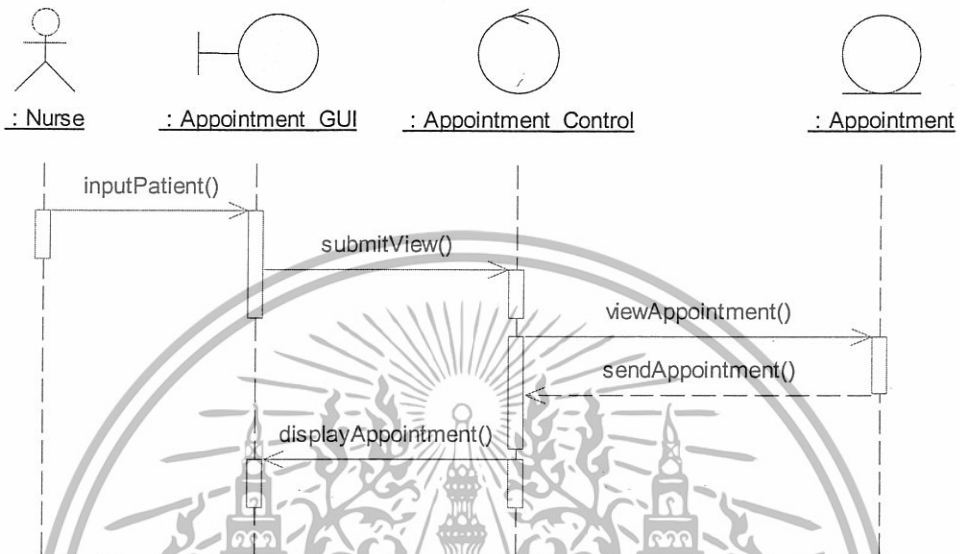 : Nurse
: Appointment_GUI
: Appointment_Control
: Appointment
inputPatient()
submitView()
viewAppointment()
sendAppointment()
displayAppointment()